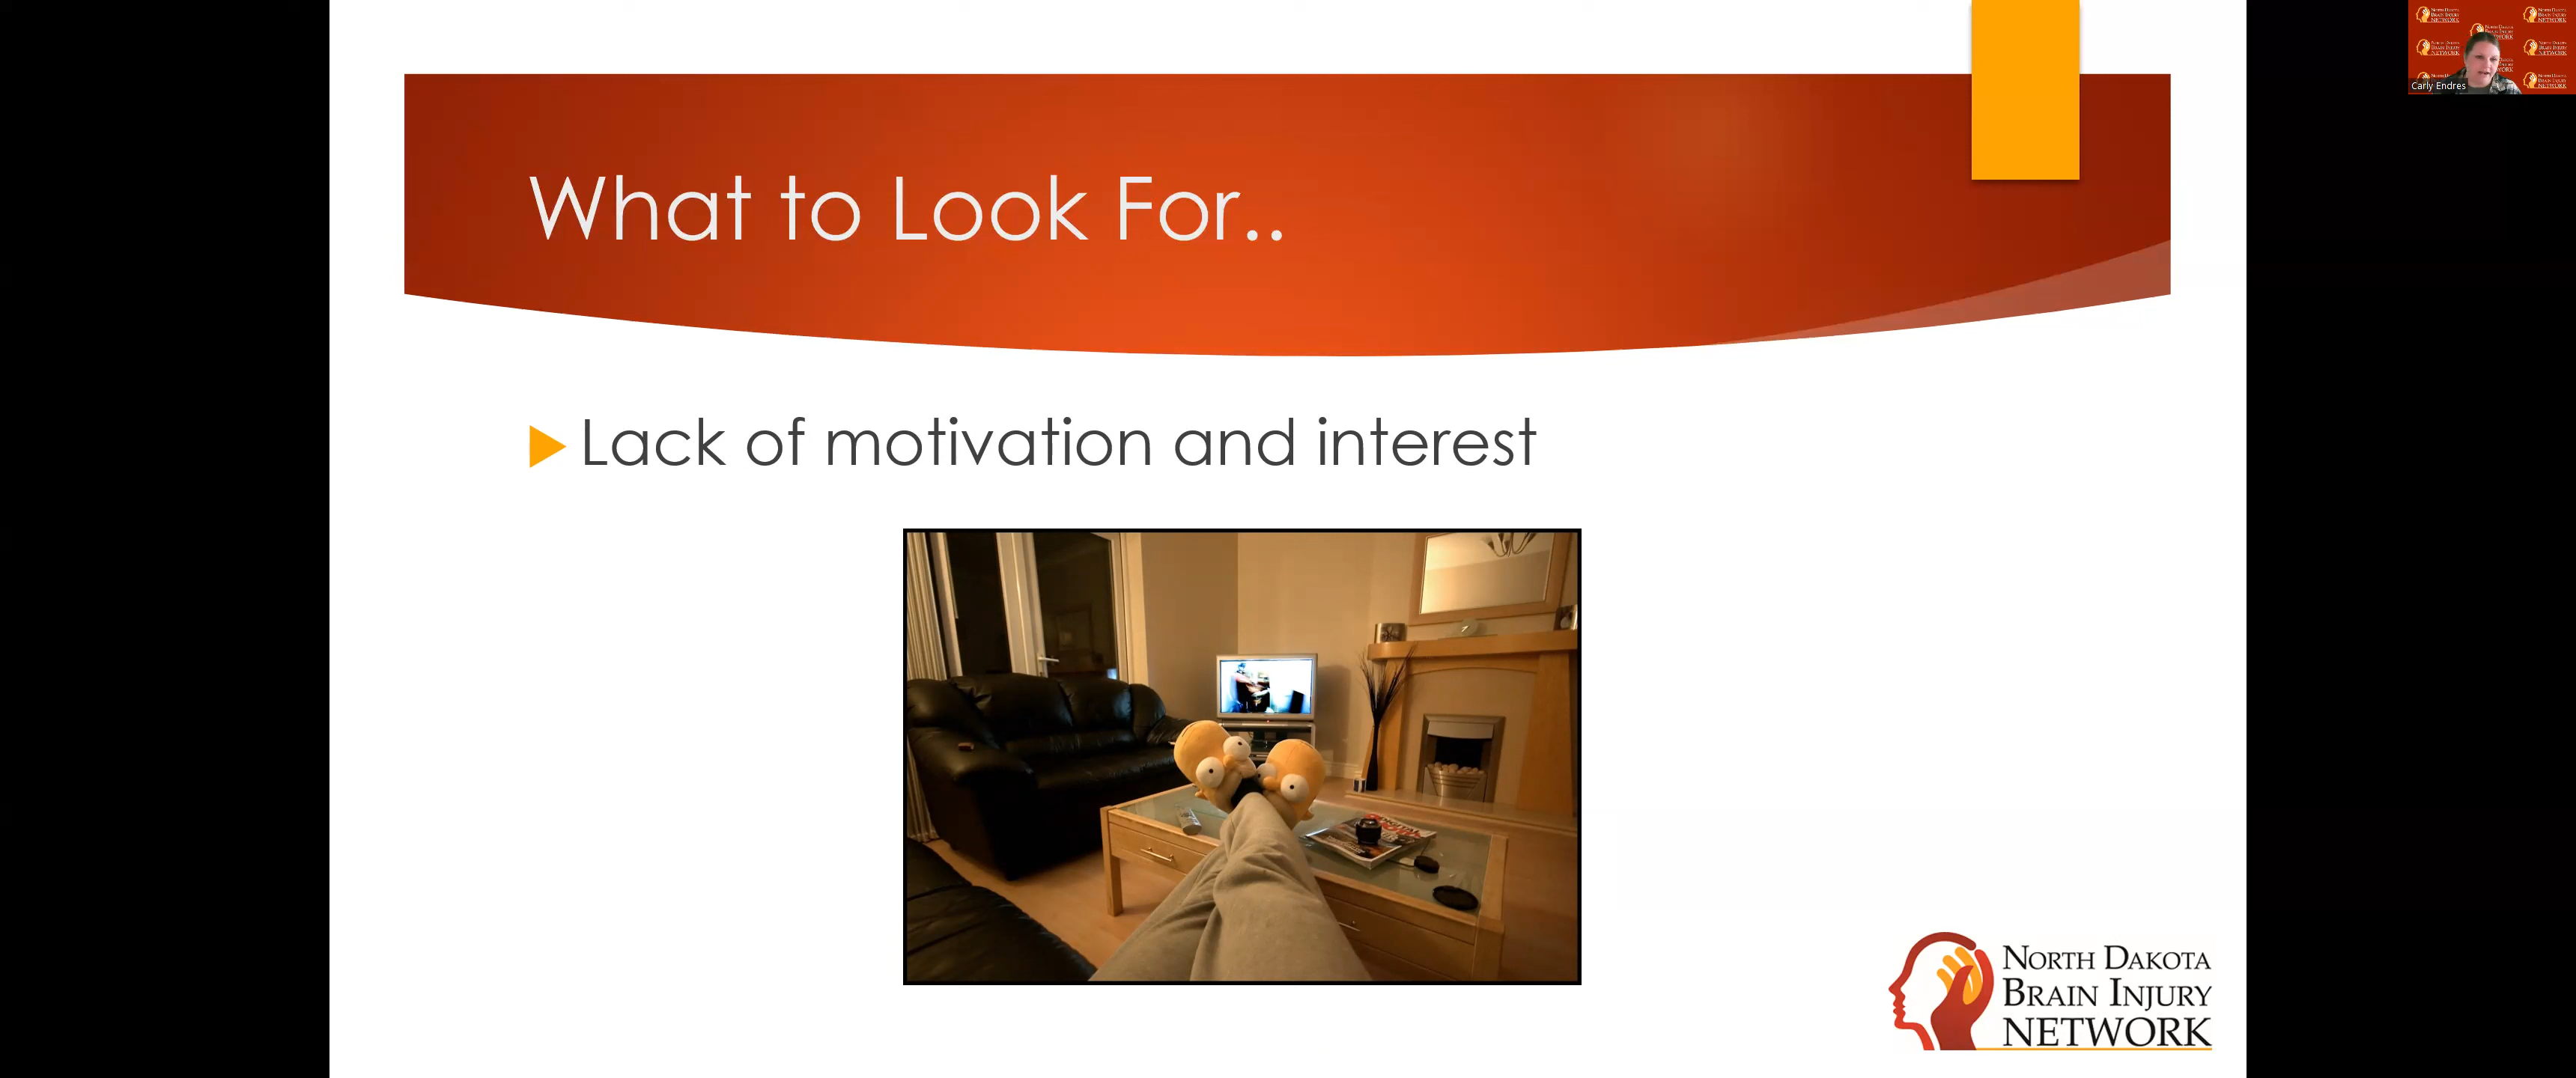 What to Look For..
Lack of motivation and interest
NORTH DAKOTA
BRAIN INJURY
NETWORK
Carly Endres